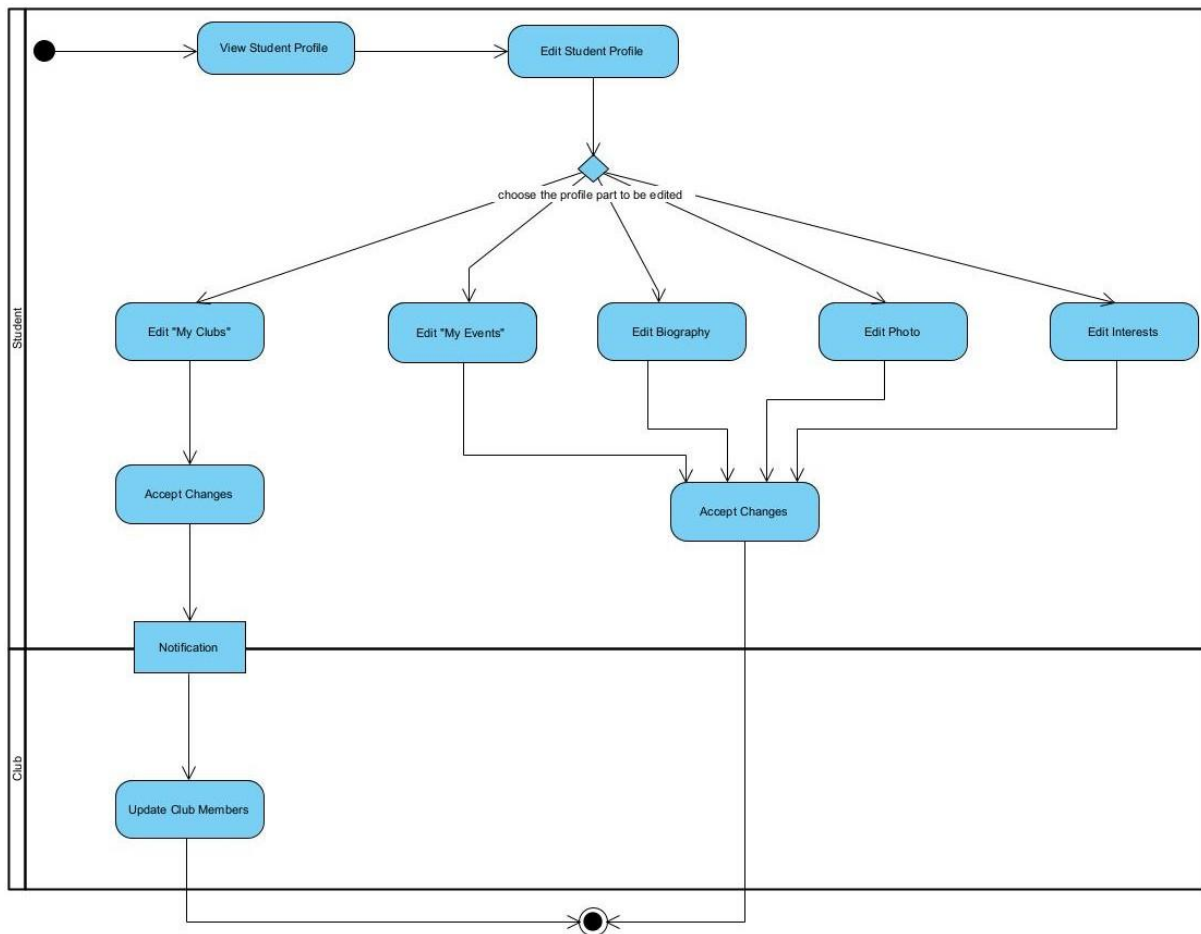 View Student Profile
Edit Student Profile
choose the profile part to be edited
Student
Edit "My Clubs"
Edit "My Events"
Edit Biography
Edit Photo
Edit Interests
Accept Changes
Accept Changes
Notification
Club
Update Club Members